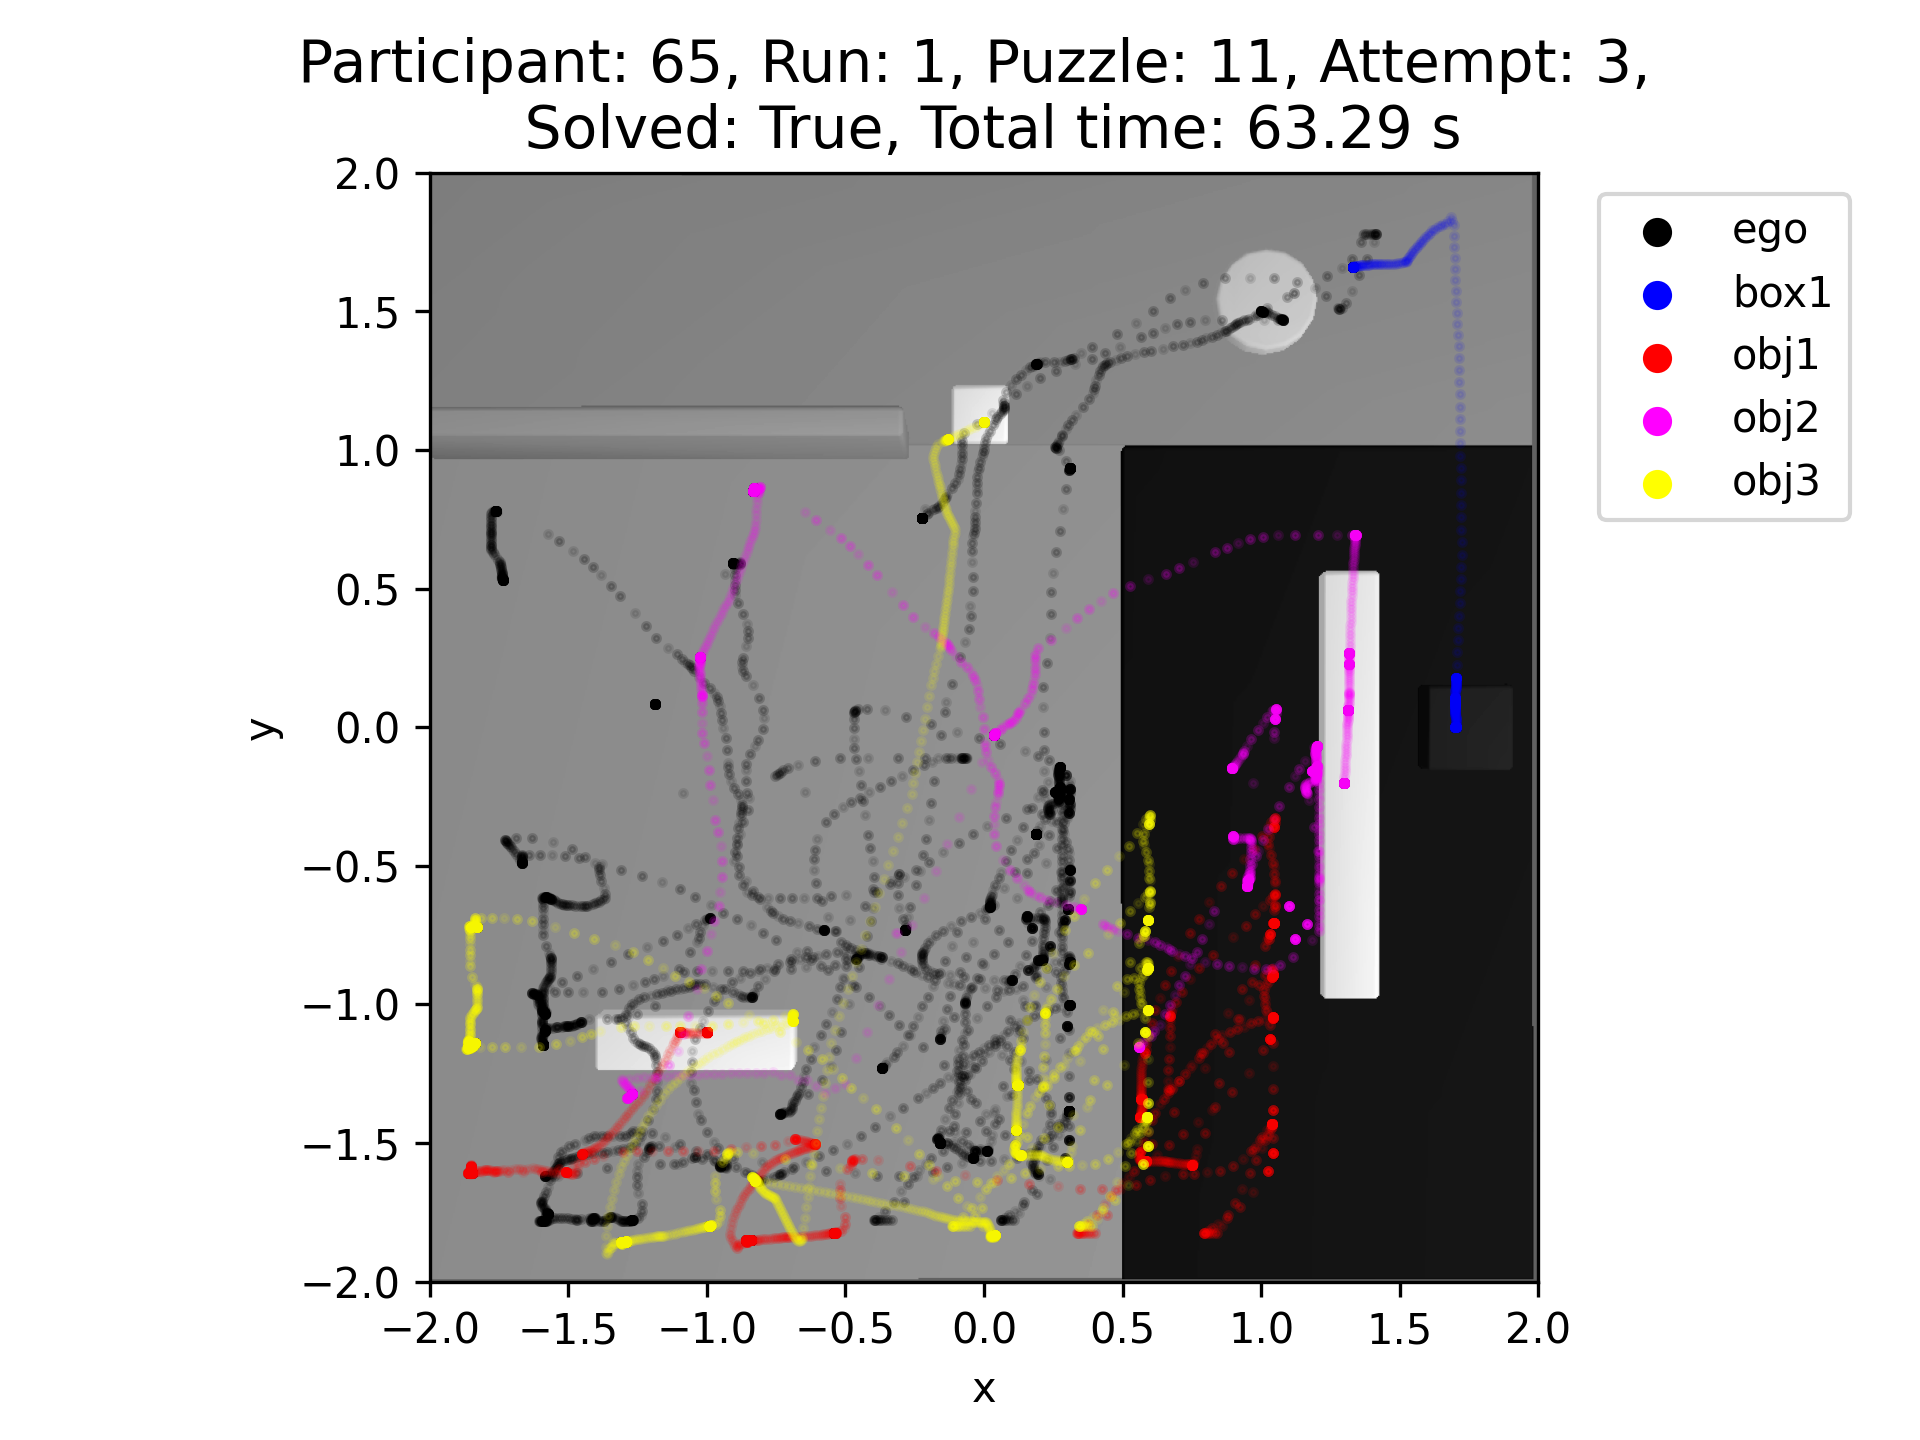 Participant: 65, Run: 1, Puzzle: 11, Attempt: 3,
Solved: True, Total time: 63.29 s
2.0
1.5
1.0
0.5
0.0
−0.5
−1.0
−1.5
−2.0
y
−2.0 −1.5 −1.0 −0.5 0.0 0.5 1.0 1.5 2.0
x
ego
box1
obj1
obj2
obj3